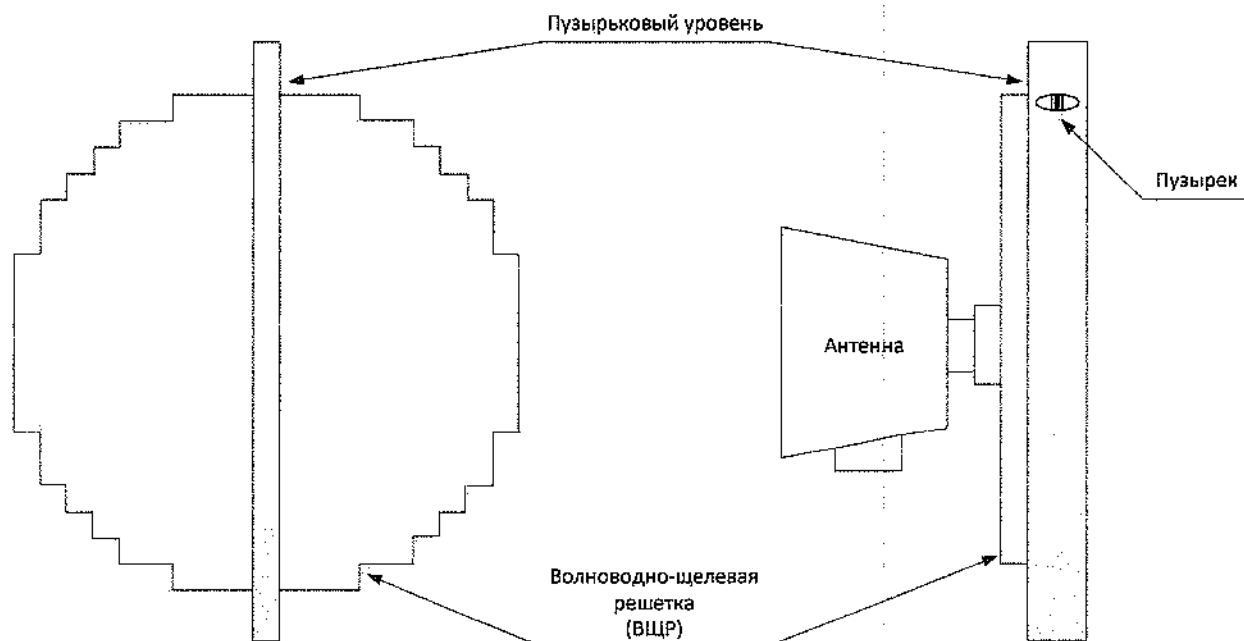 Пузырьковый уровень
Пузырек
Антенна
Волноводно-щелевая
решетка
(ВЩР)